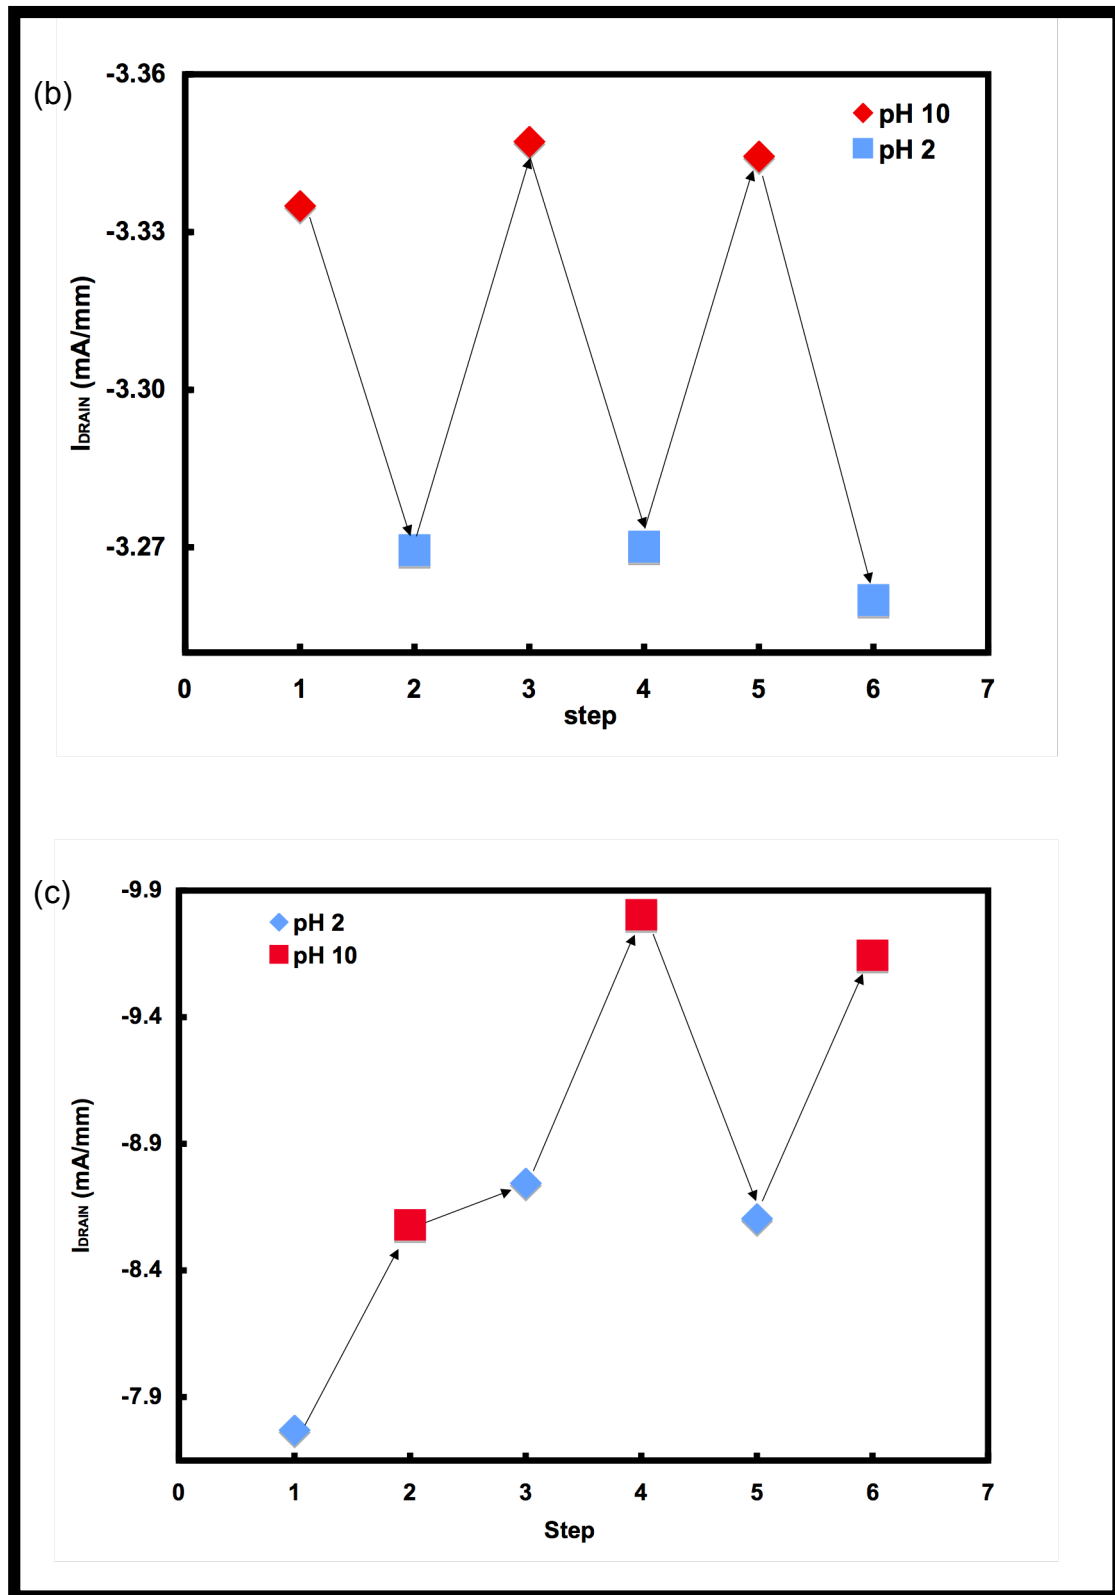 (b)
-3.36
-3.33
-3.30
-3.27
IDRAIN (mA/mm)
pH 10
pH 2
0 1 2 3 4 5 6 7
step
(c)
-9.9
-9.4
-8.9
-8.4
-7.9
IDRAIN (mA/mm)
pH 2
pH 10
0 1 2 3 4 5 6 7
Step